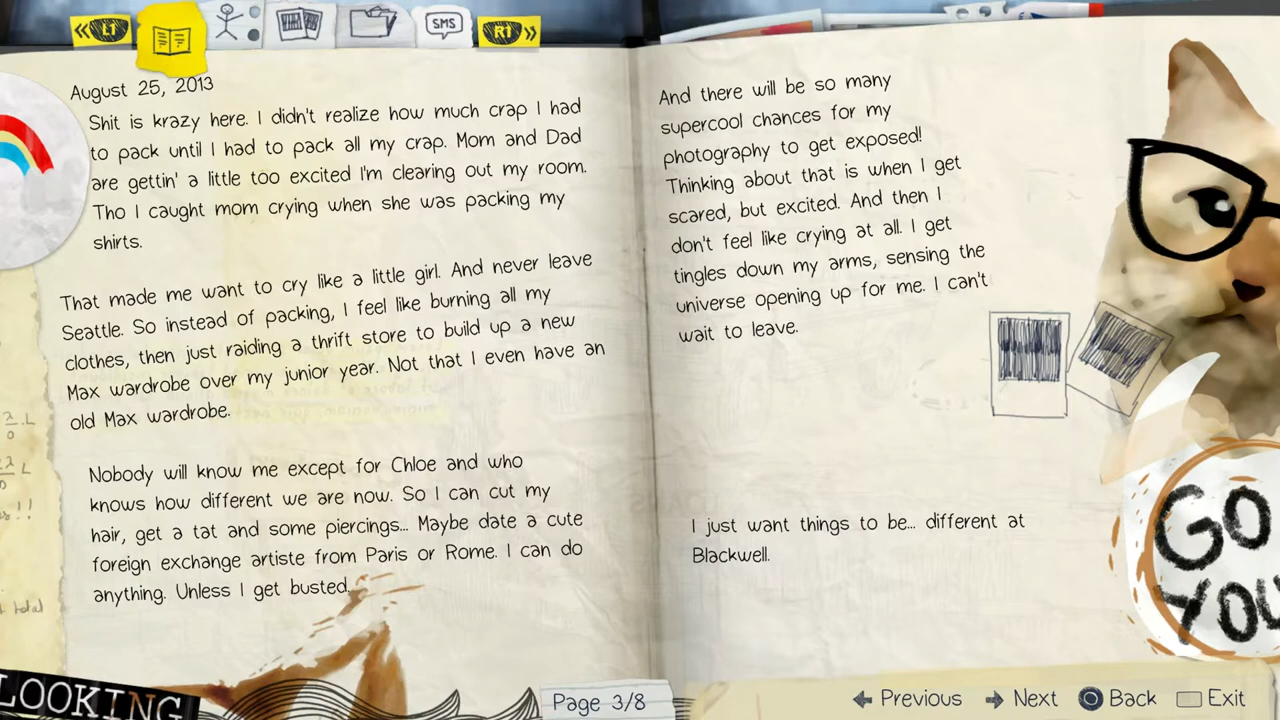 LT
SMS
R1
August 25, 2013
Shit is krazy here. I didn't realize how much crap I had
to pack until I had to pack all my crap. Mom and Dad
are gettin' a little too excited I'm clearing out my room.
Tho I caught mom crying when she was packing my
shirts.
That made me want to cry like a little girl. And never leave
Seattle. So instead of packing, I feel like burning all my
clothes, then just raiding a thrift store to build up a new
Max wardrobe over my junior year. Not that I even have an
old Max wardrobe.
Nobody will know me except for Chloe and who
knows how different we are now. So I can cut my
hair, get a tat and some piercings... Maybe date a cute
foreign exchange artiste from Paris or Rome. I can do
anything. Unless I get busted.
LOOKING
And there will be so many
supercool chances for my
photography to get exposed!
Thinking about that is when I get
scared, but excited. And then I
don't feel like crying at all. I get
tingles down my arms, sensing the
universe opening up for me. I can't
wait to leave.
I just want things to be... different at
Blackwell.
GO
YOU
Page 3/8
Previous
Next
Back
Exit